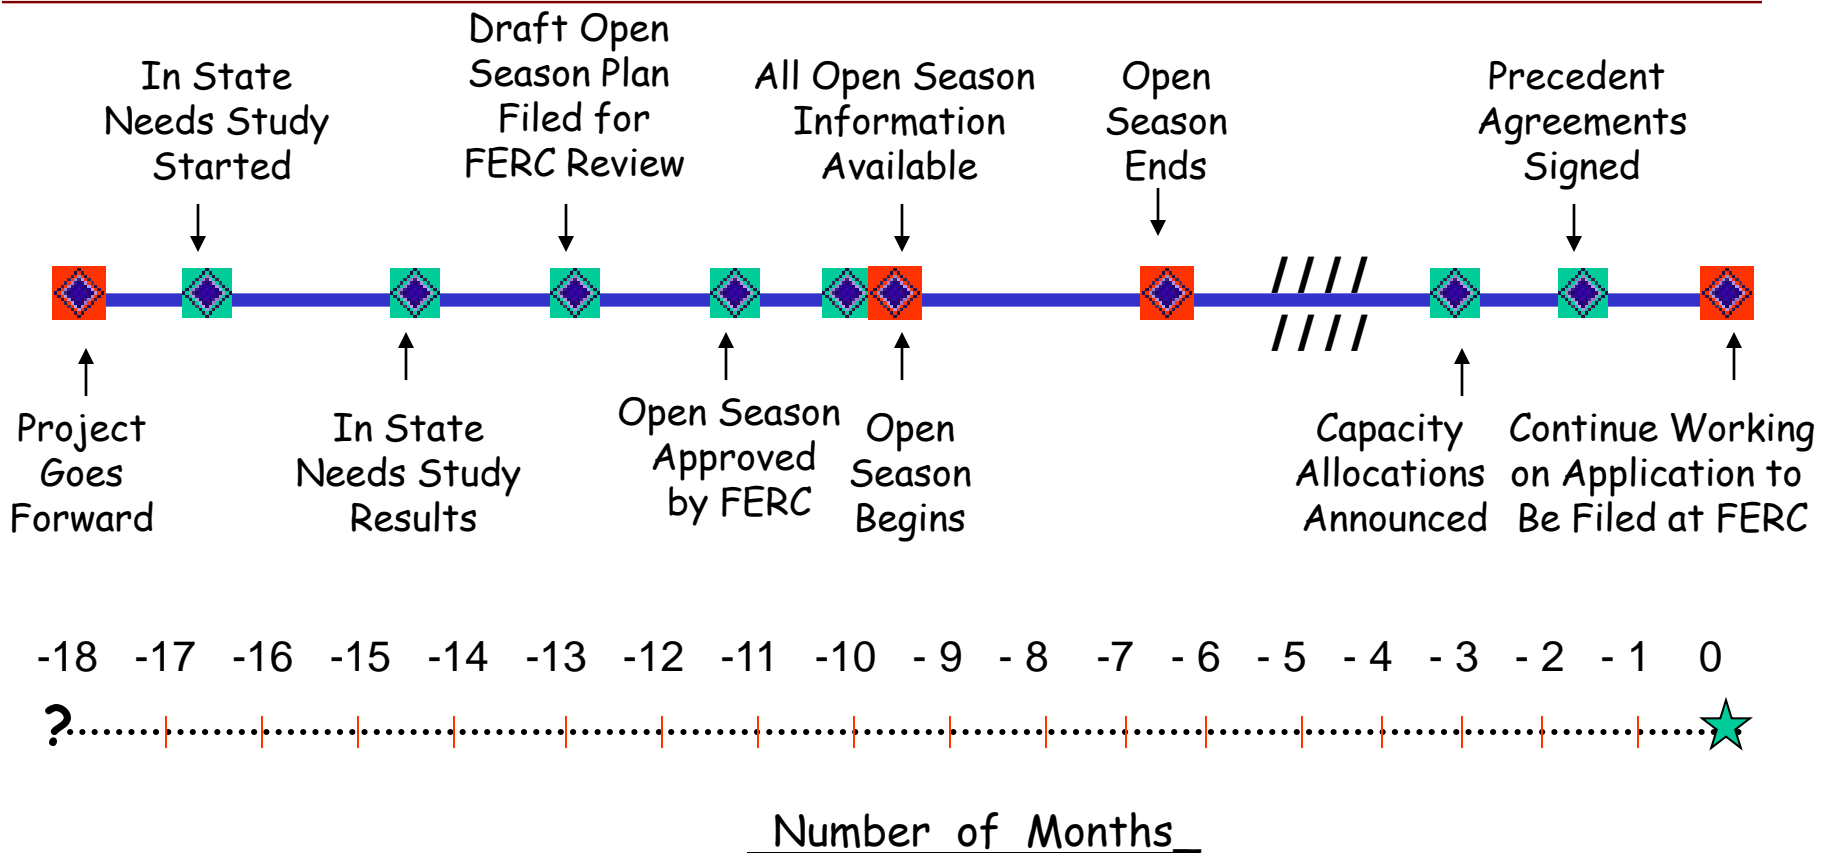 Draft Open
Season Plan
Filed for
FERC Review
In State
Needs Study
Started
All Open Season
Information
Available
Open
Season
Ends
Precedent
Agreements
Signed
////
////
Project
Goes
Forward
In State
Needs Study
Results
Open Season
Approved
by FERC
Open
Season
Begins
Capacity
Allocations
Announced
Continue Working
on Application to
Be Filed at FERC
-18 -17 -16 -15 -14 -13 -12 -11 -10 - 9 - 8 -7 - 6 - 5 - 4 - 3 - 2 - 1 0
?
Number of Months_